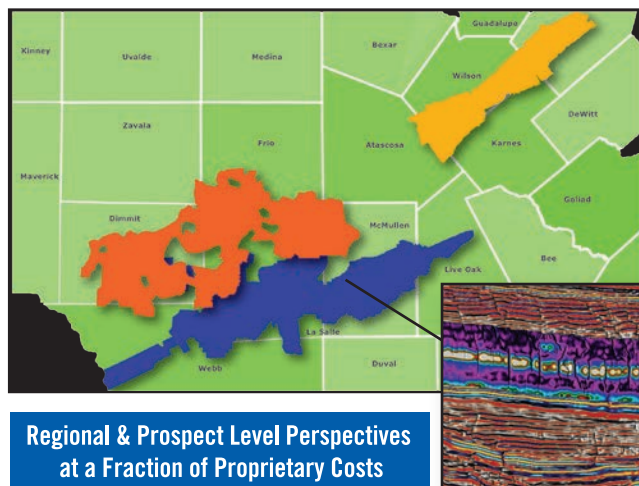 Guadalupe
Kinney
Uvalde
Medina
Bexar
Wilson
DeWitt
Zavala
Frio
Atascosa
Karnes
Maverick
Goliad
Dimmit
McMullen
Live Oak
Bee
La Salle
Webb
Duval
Regional & Prospect Level Perspectives
at a Fraction of Proprietary Costs